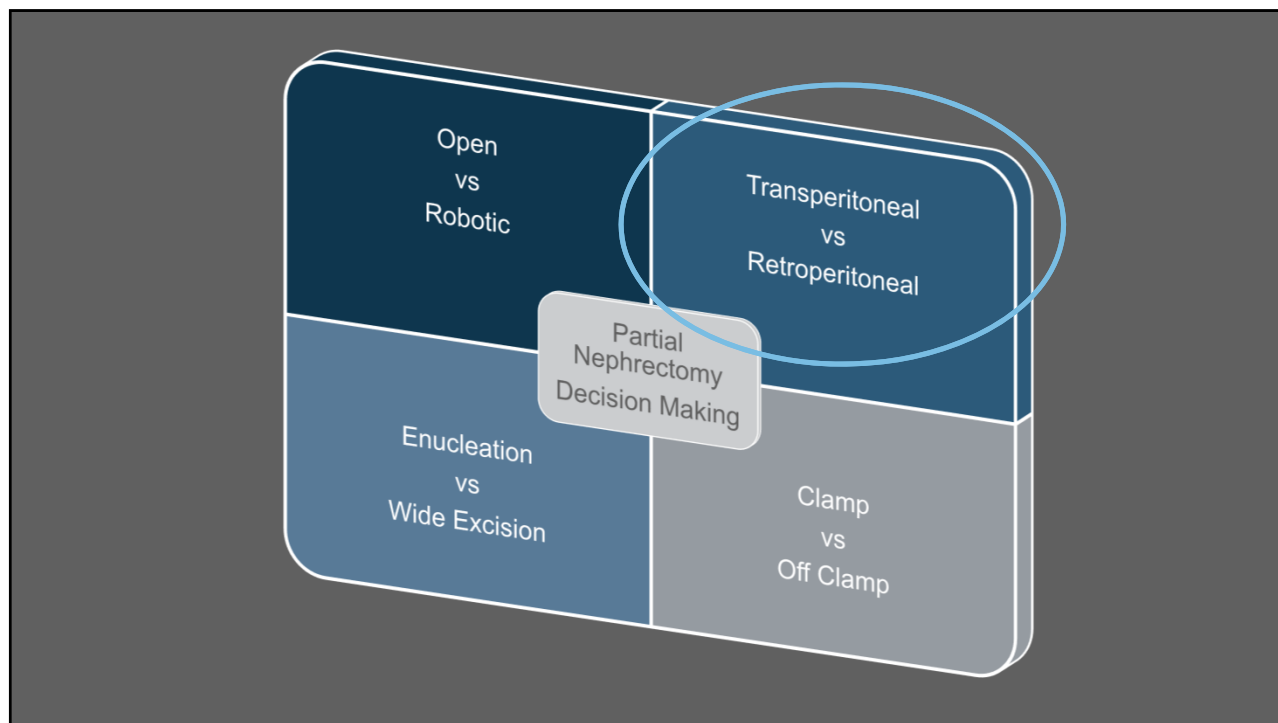 Open
vs
Robotic
Transperitoneal
vs
Retroperitoneal
Partial
Nephrectomy
Decision Making
Enucleation
vs
Wide Excision
Clamp
vs
Off Clamp